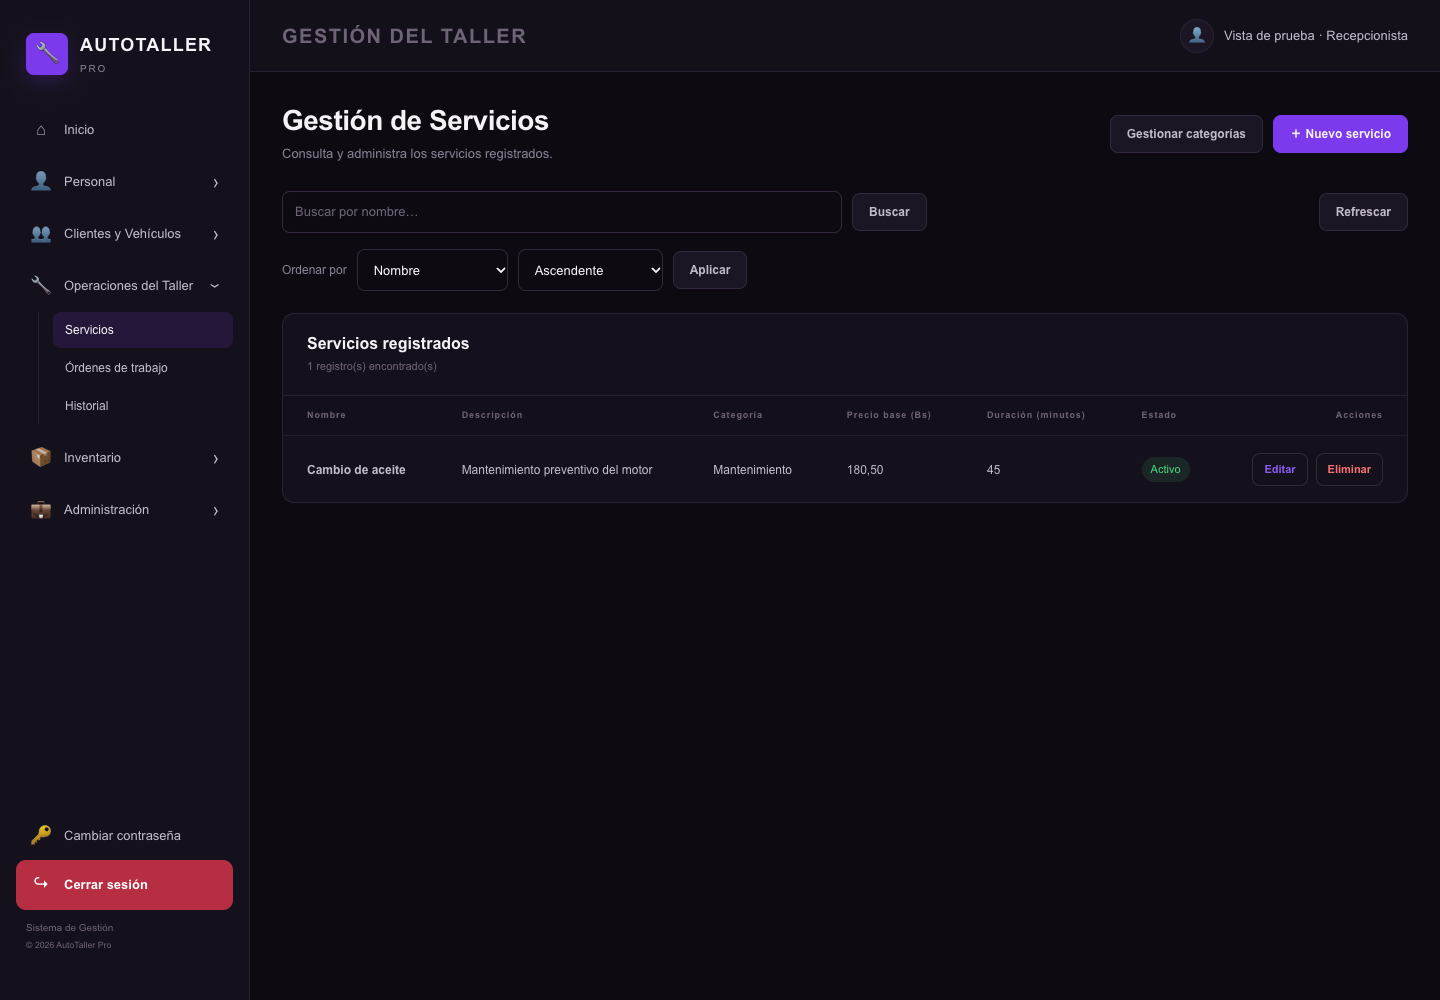 AUTOTALLER
PRO
Inicio
Personal
Clientes y Vehículos
Operaciones del Taller
Servicios
Órdenes de trabajo
Historial
Inventario
Administración
Cambiar contraseña
Cerrar sesión
Sistema de Gestión
© 2026 AutoTaller Pro
GESTIÓN DEL TALLER
Vista de prueba · Recepcionista
Gestión de Servicios
Consulta y administra los servicios registrados.
Gestionar categorías
+ Nuevo servicio
Buscar por nombre…
Buscar
Refrescar
Ordenar por
Nombre
Ascendente
Aplicar
Servicios registrados
1 registro(s) encontrado(s)
Nombre Descripción Categoría Precio base (Bs) Duración (minutos) Estado Acciones
Cambio de aceite Mantenimiento preventivo del motor Mantenimiento 180,50 45 Activo Editar Eliminar